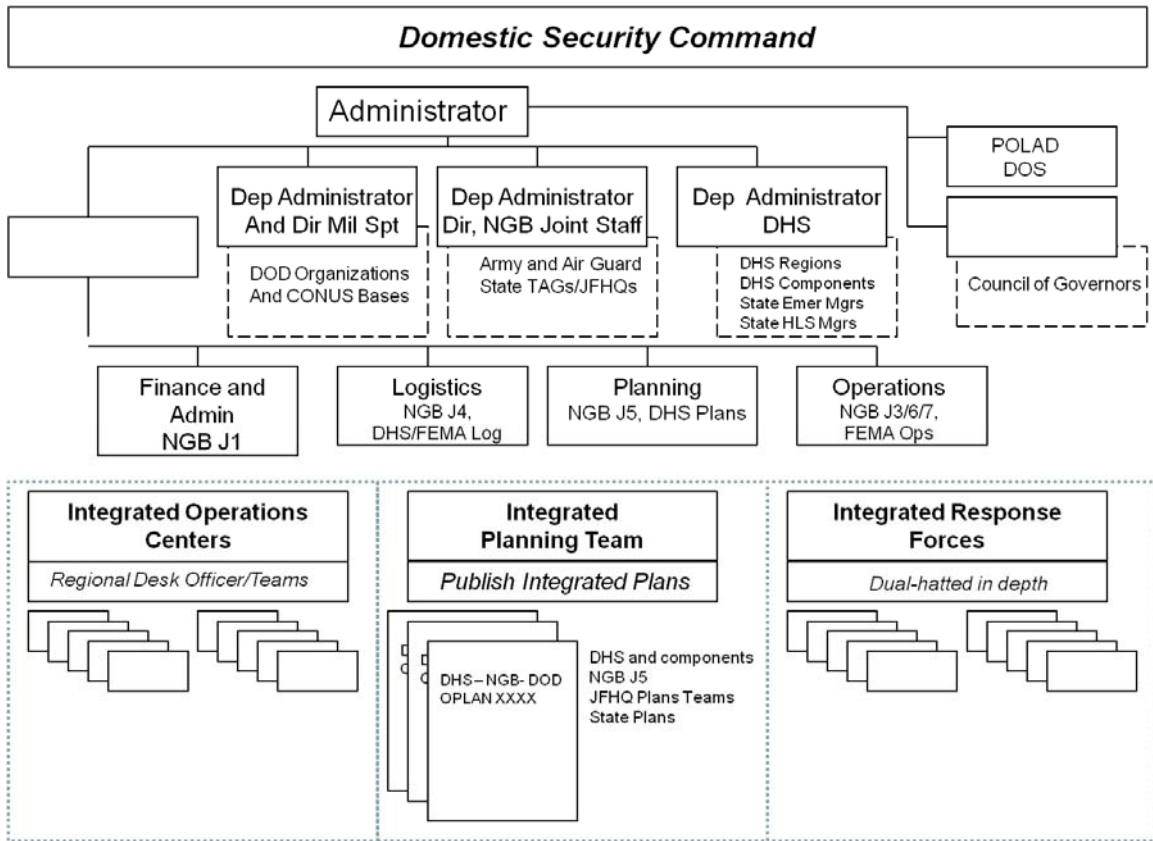 Domestic Security Command
Administrator
POLAD
DOS
Dep Administrator
And Dir Mil Spt
Dep Administrator
Dir, NGB Joint Staff
Dep Administrator
DHS
DOD Organizations
And CONUS Bases
Army and Air Guard
State TAGs/JFHQs
DHS Regions
DHS Components
State Emer Mgrs
State HLS Mgrs
Council of Governors
Finance and
Admin
NGB J1
Logistics
NGB J4,
DHS/FEMA Log
Planning
NGB J5, DHS Plans
Operations
NGB J3/6/7,
FEMA Ops
Integrated Operations
Centers
Regional Desk Officer/Teams
Integrated
Planning Team
Publish Integrated Plans
Integrated Response
Forces
Dual-hatted in depth
DHS– NGB- DOD
OPLAN XXXX
DHS and components
NGB J5
JFHQ Plans Teams
State Plans